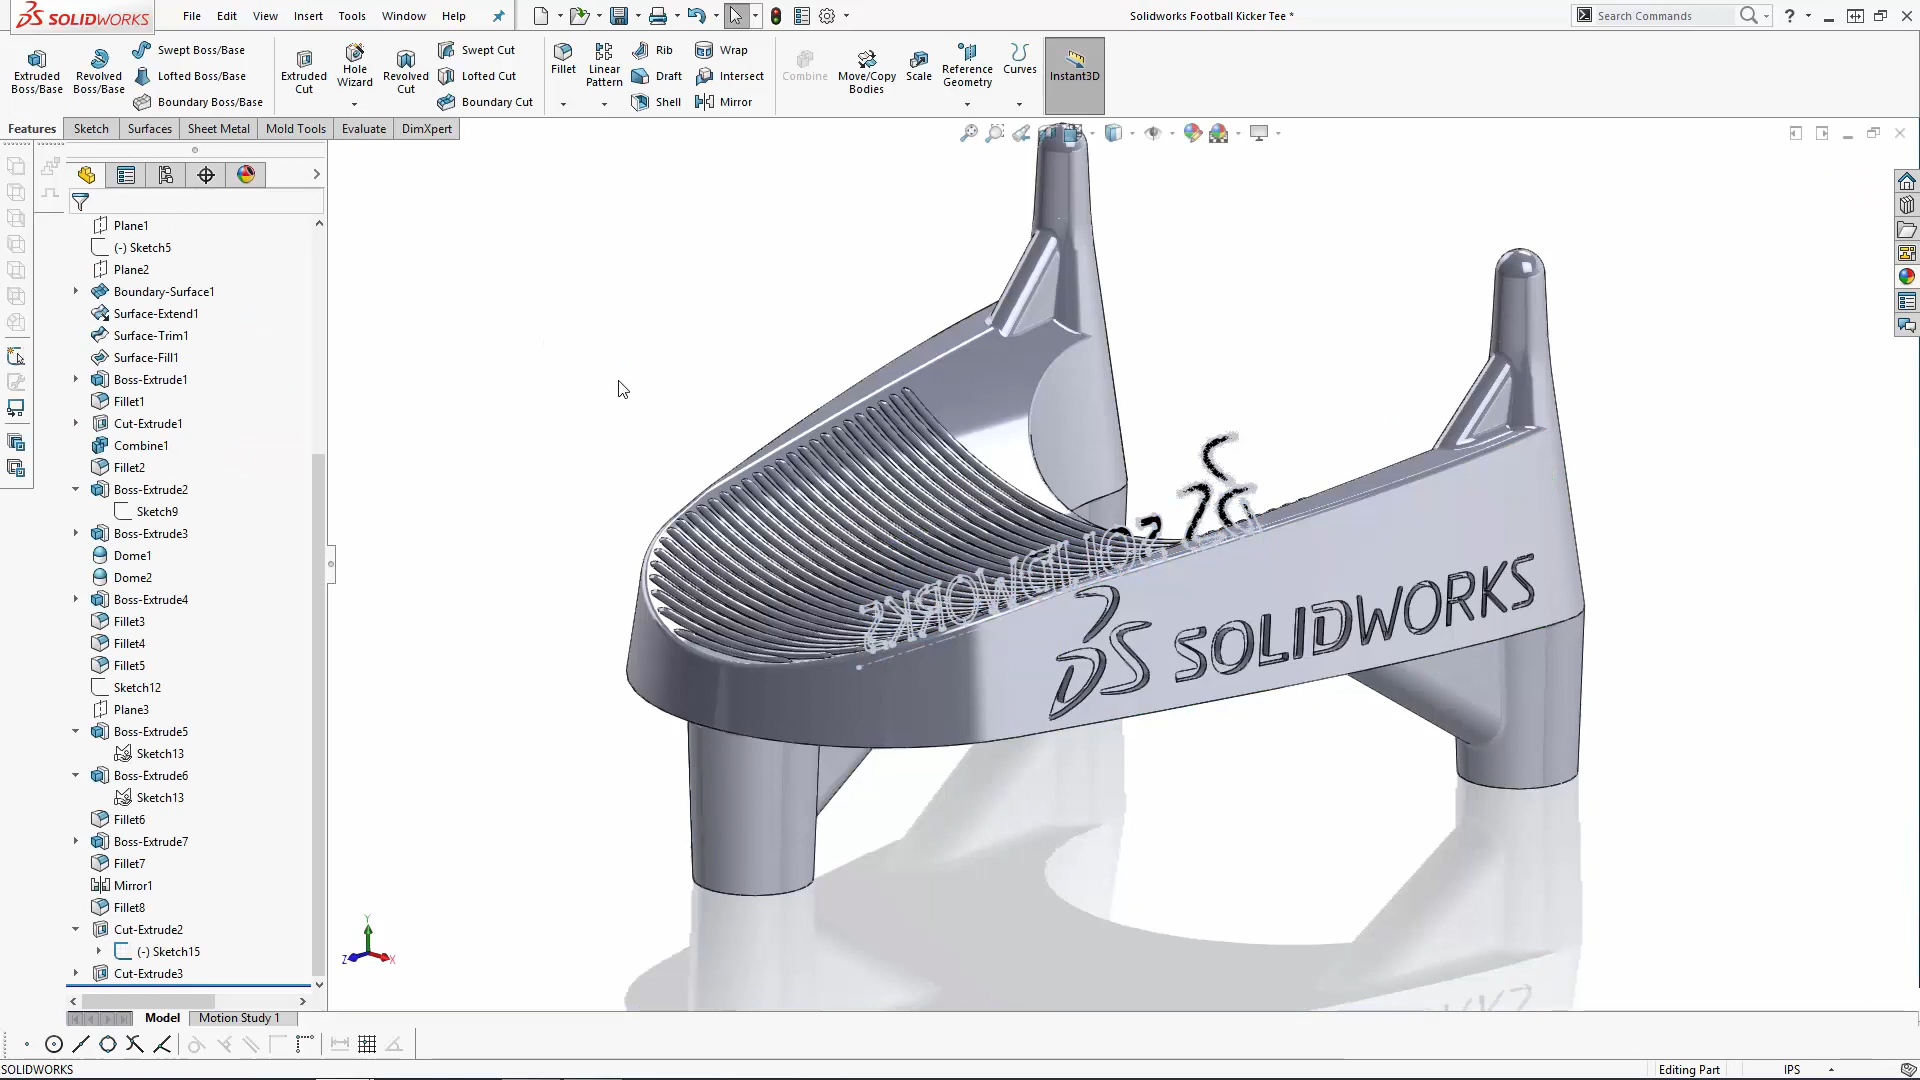 DS SOLIDWORKS File Edit View Insert Tools Window Help Solidworks Football Kicker Tee * Search Commands ?
Extruded Boss/Base
Revolved Boss/Base
Swept Boss/Base
Lofted Boss/Base
Boundary Boss/Base
Extruded Cut
Hole Wizard
Revolved Cut
Swept Cut
Lofted Cut
Boundary Cut
Fillet
Linear Pattern
Rib
Draft
Shell
Wrap
Intersect
Mirror
Combine
Move/Copy Bodies
Scale
Reference Geometry
Curves
Instant3D
Features Sketch Surfaces Sheet Metal Mold Tools Evaluate DimXpert
Plane1
(-) Sketch5
Plane2
Boundary-Surface1
Surface-Extend1
Surface-Trim1
Surface-Fill1
Boss-Extrude1
Fillet1
Cut-Extrude1
Combine1
Fillet2
Boss-Extrude2
Sketch9
Boss-Extrude3
Dome1
Dome2
Boss-Extrude4
Fillet3
Fillet4
Fillet5
Sketch12
Plane3
Boss-Extrude5
Sketch13
Boss-Extrude6
Sketch13
Fillet6
Boss-Extrude7
Fillet7
Mirror1
Fillet8
Cut-Extrude2
(-) Sketch15
Cut-Extrude3
DS SOLIDWORKS
SOLIDWORKS
Y
Z X
Model Motion Study 1
SOLIDWORKS Editing Part IPS